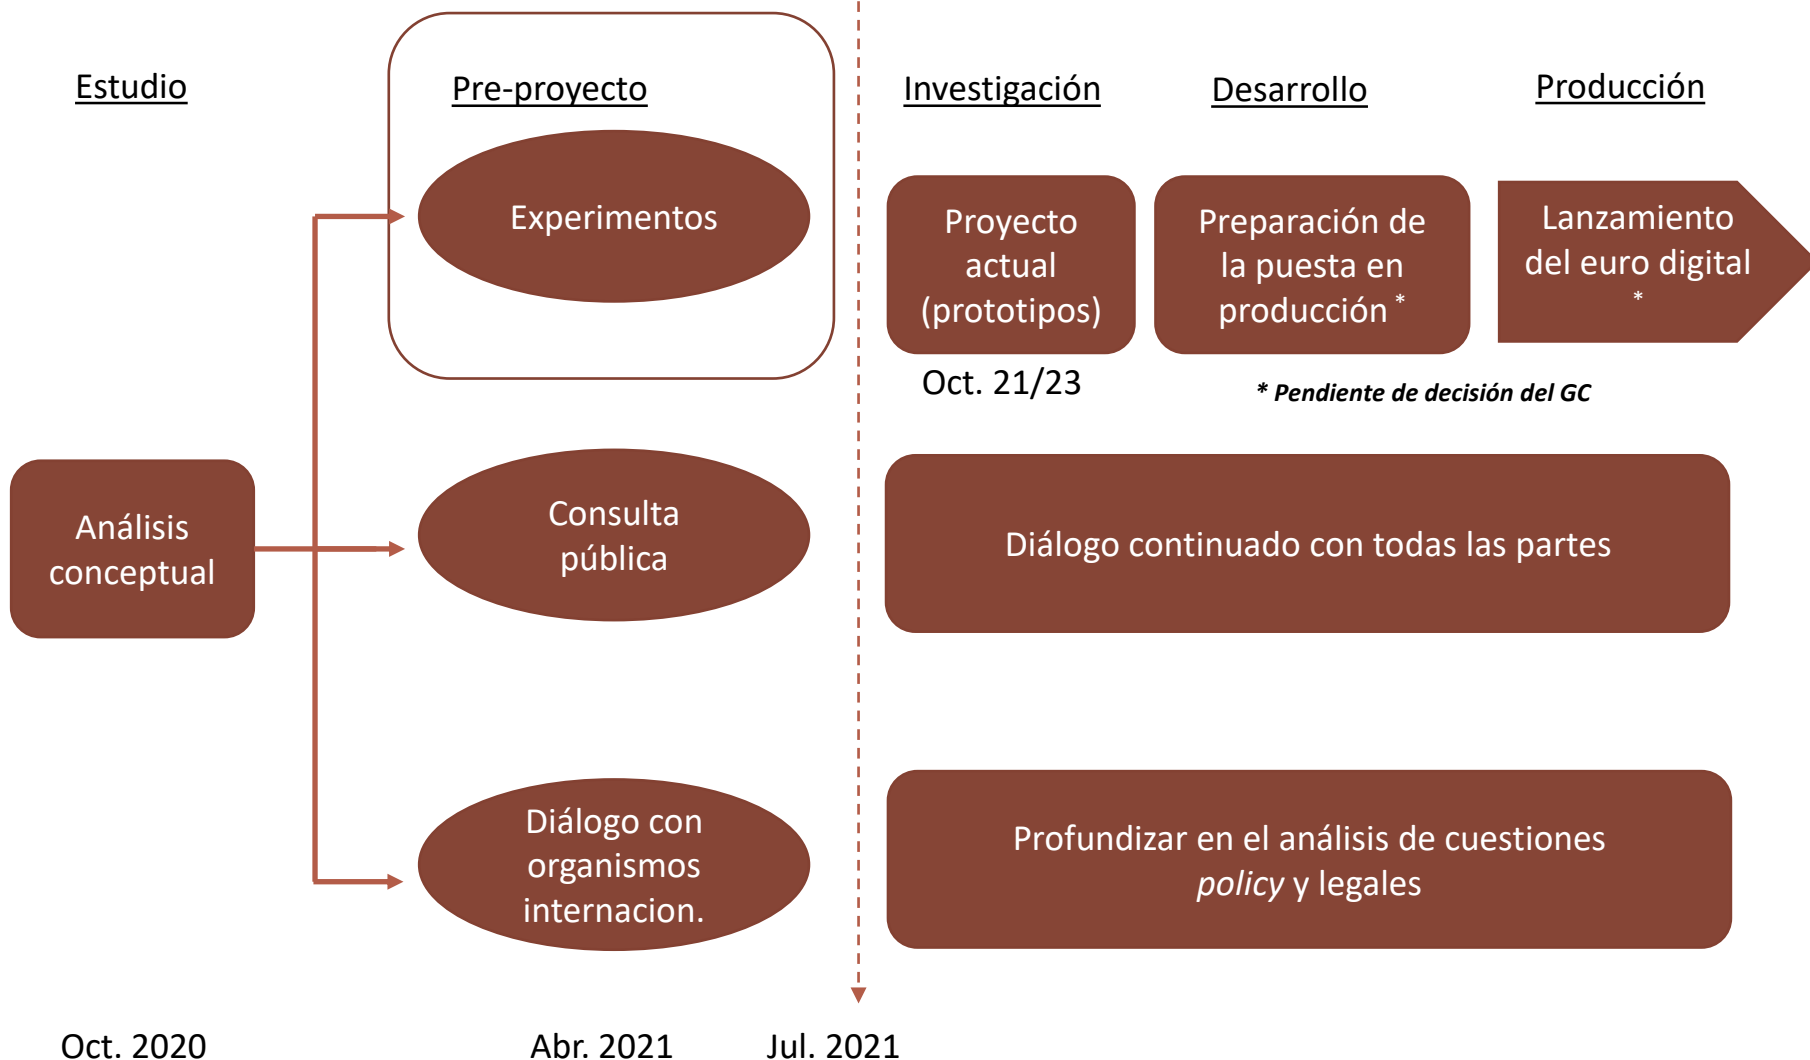 Estudio
Pre-proyecto
Investigación
Desarrollo
Producción
Experimentos
Proyecto
actual
(prototipos)
Preparación de
la puesta en
producción *
Lanzamiento
del euro digital
*
Oct. 21/23
* Pendiente de decisión del GC
Análisis
conceptual
Consulta
pública
Diálogo continuado con todas las partes
Diálogo con
organismos
internacion.
Profundizar en el análisis de cuestiones
policy y legales
Oct. 2020
Abr. 2021
Jul. 2021